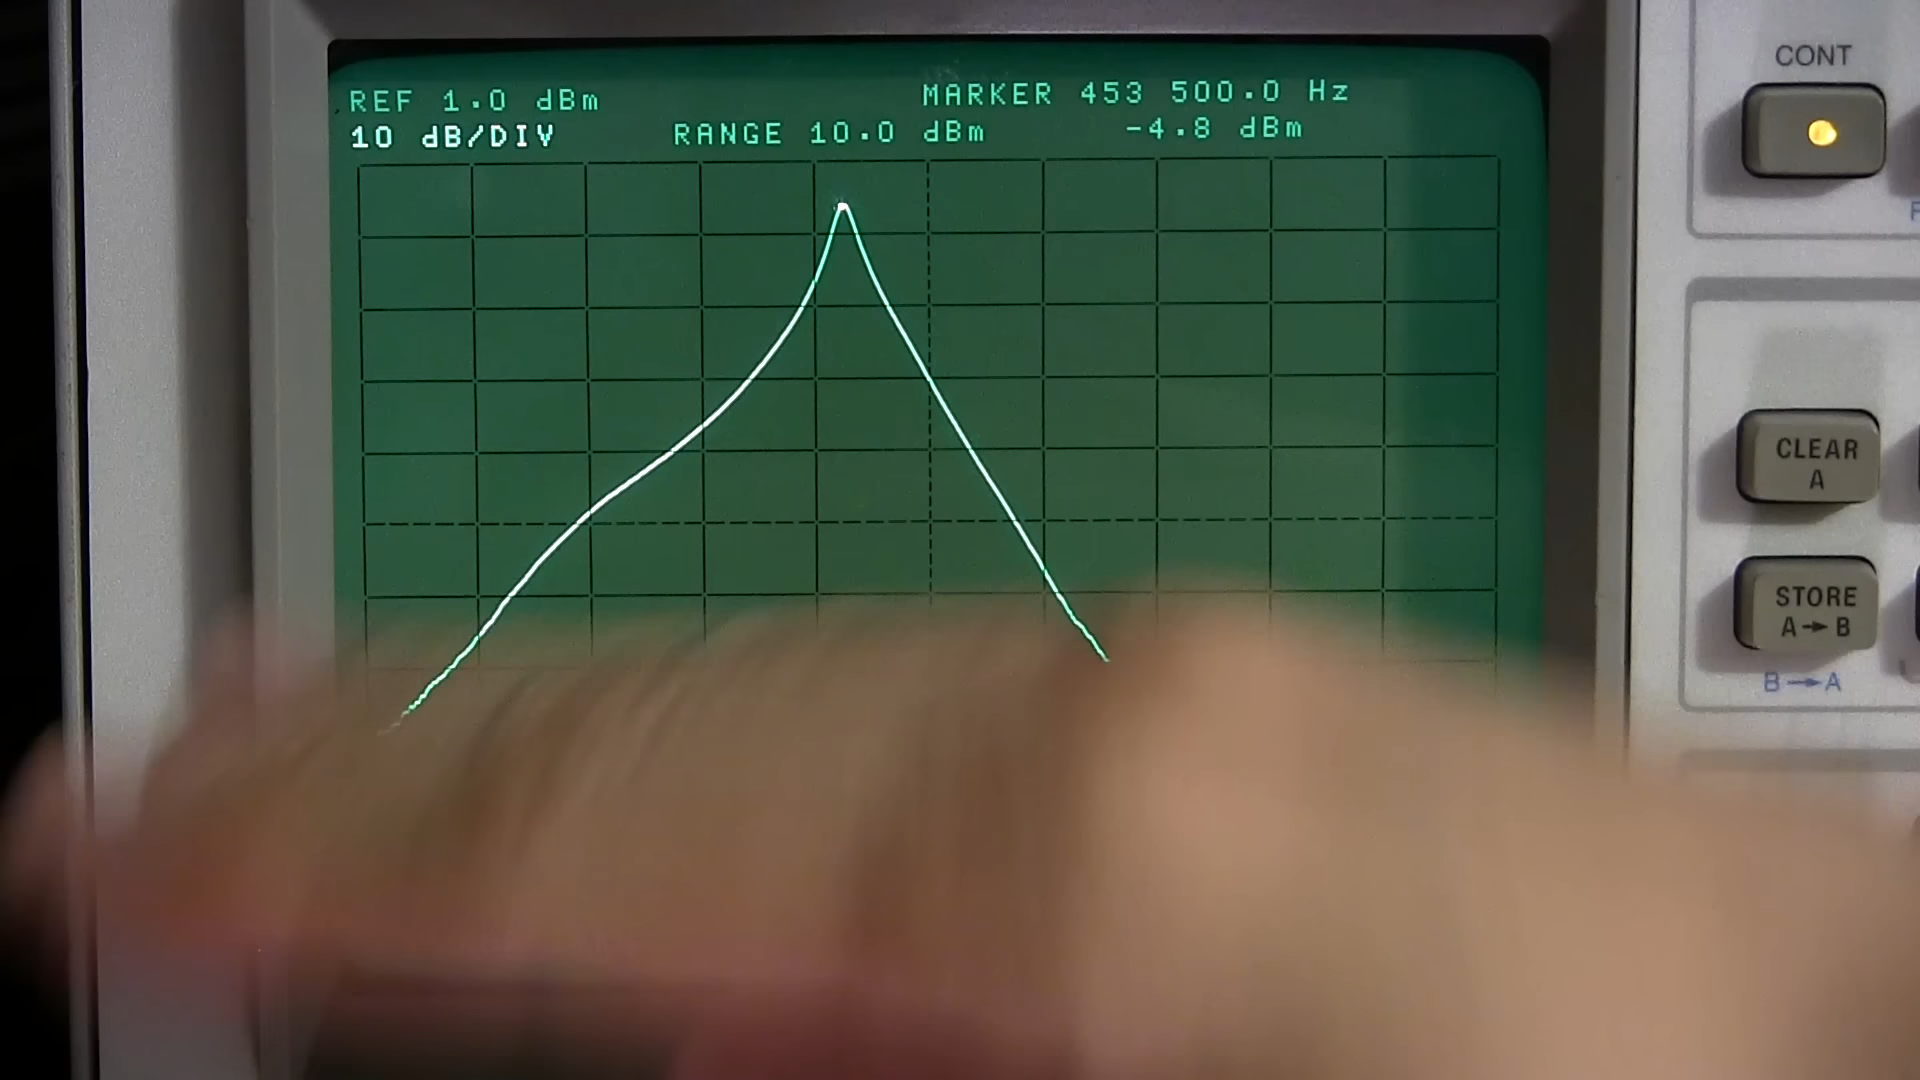 REF 1.0 dBm
MARKER 453 500.0 Hz
10 dB/DIV
RANGE 10.0 dBm
-4.8 dBm
CONT
CLEAR
A
STORE
A→B
B→A